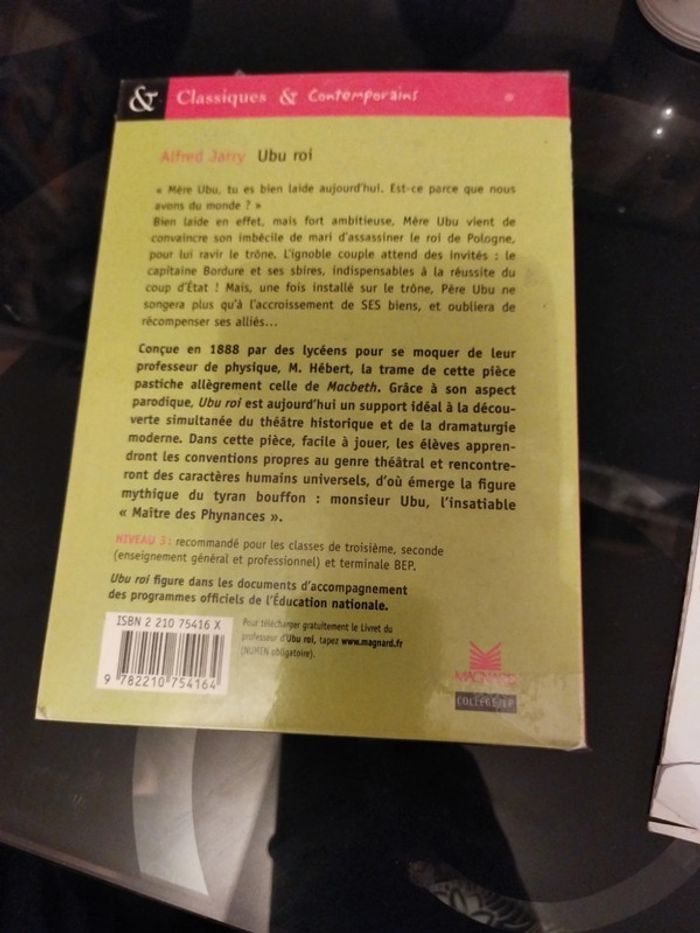 & Classiques & Contemporains
Alfred Jarry Ubu roi
« Mère Ubu, tu es bien laide aujourd'hui. Est-ce parce que nous
avons du monde ? »
Bien laide en effet, mais fort ambitieuse, Mère Ubu vient de
convaincre son imbécile de mari d'assassiner le roi de Pologne,
pour lui ravir le trône. L'ignoble couple attend des invités : le
capitaine Bordure et ses sbires, indispensables à la réussite du
coup d'État ! Mais, une fois installé sur le trône, Père Ubu ne
songera plus qu'à l'accroissement de SES biens, et oubliera de
récompenser ses alliés...
Conçue en 1888 par des lycéens pour se moquer de leur
professeur de physique, M. Hébert, la trame de cette pièce
pastiche allègrement celle de Macbeth. Grâce à son aspect
parodique, Ubu roi est aujourd'hui un support idéal à la décou-
verte simultanée du théâtre historique et de la dramaturgie
moderne. Dans cette pièce, facile à jouer, les élèves appren-
dront les conventions propres au genre théâtral et rencontre-
ront des caractères humains universels, d'où émerge la figure
mythique du tyran bouffon : monsieur Ubu, l'insatiable
« Maître des Phynances ».
NIVEAU 3 : recommandé pour les classes de troisième, seconde
(enseignement général et professionnel) et terminale BEP.
Ubu roi figure dans les documents d'accompagnement
des programmes officiels de l'Éducation nationale.
ISBN 2 210 75416 X
9 782210 754164
Pour télécharger gratuitement le Livret du
professeur d'Ubu roi, tapez www.magnard.fr
(NUMEN obligatoire).
MAGNARD
COLLÈGE/LP